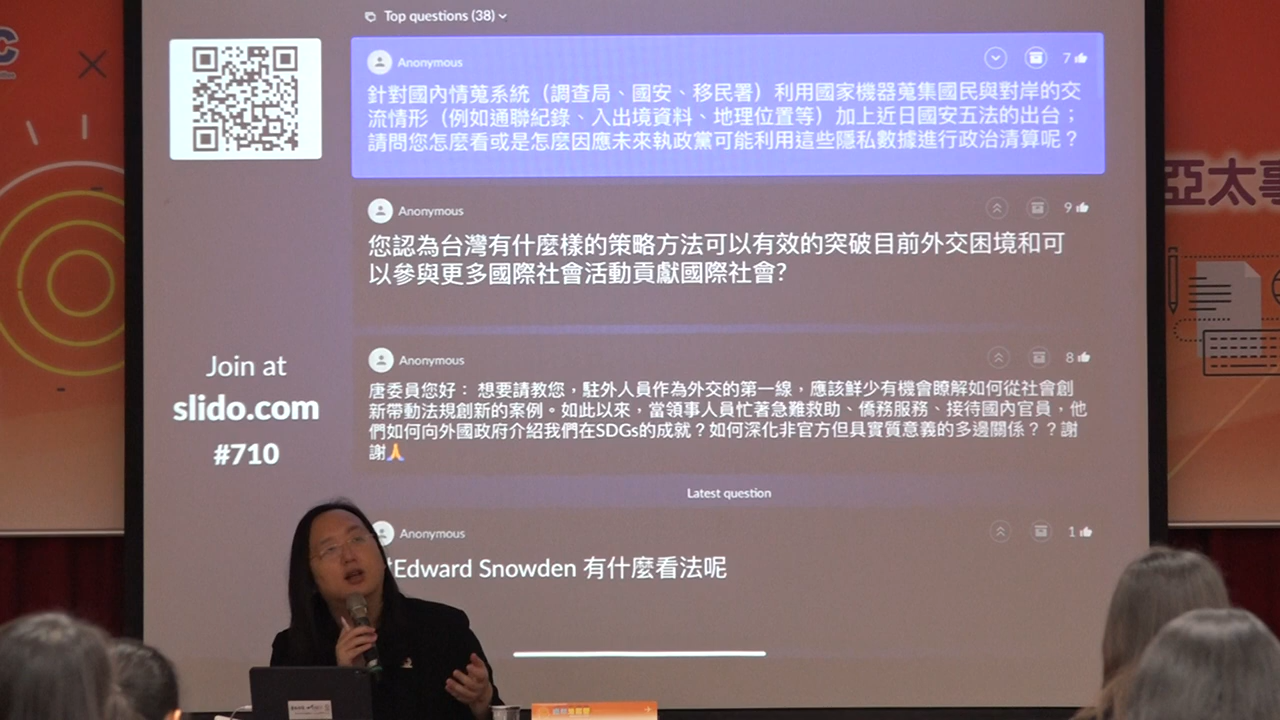 Top questions (38)
Anonymous
7
針對國內情蒐系統（調查局、國安、移民署）利用國家機器蒐集國民與對岸的交
流情形（例如通聯紀錄、入出境資料、地理位置等）加上近日國安五法的出台；
請問您怎麼看或是怎麼因應未來執政黨可能利用這些隱私數據進行政治清算呢？
Anonymous
9
您認為台灣有什麼樣的策略方法可以有效的突破目前外交困境和可
以參與更多國際社會活動貢獻國際社會?
Join at
slido.com
#710
Anonymous
8
唐委員您好： 想要請教您，駐外人員作為外交的第一線，應該鮮少有機會瞭解如何從社會創
新帶動法規創新的案例。如此以來，當領事人員忙著急難救助、僑務服務、接待國內官員，他
們如何向外國政府介紹我們在SDGs的成就？如何深化非官方但具實質意義的多邊關係？？謝
謝🙏
Latest question
Anonymous
1
Edward Snowden 有什麼看法呢
C
亞太事